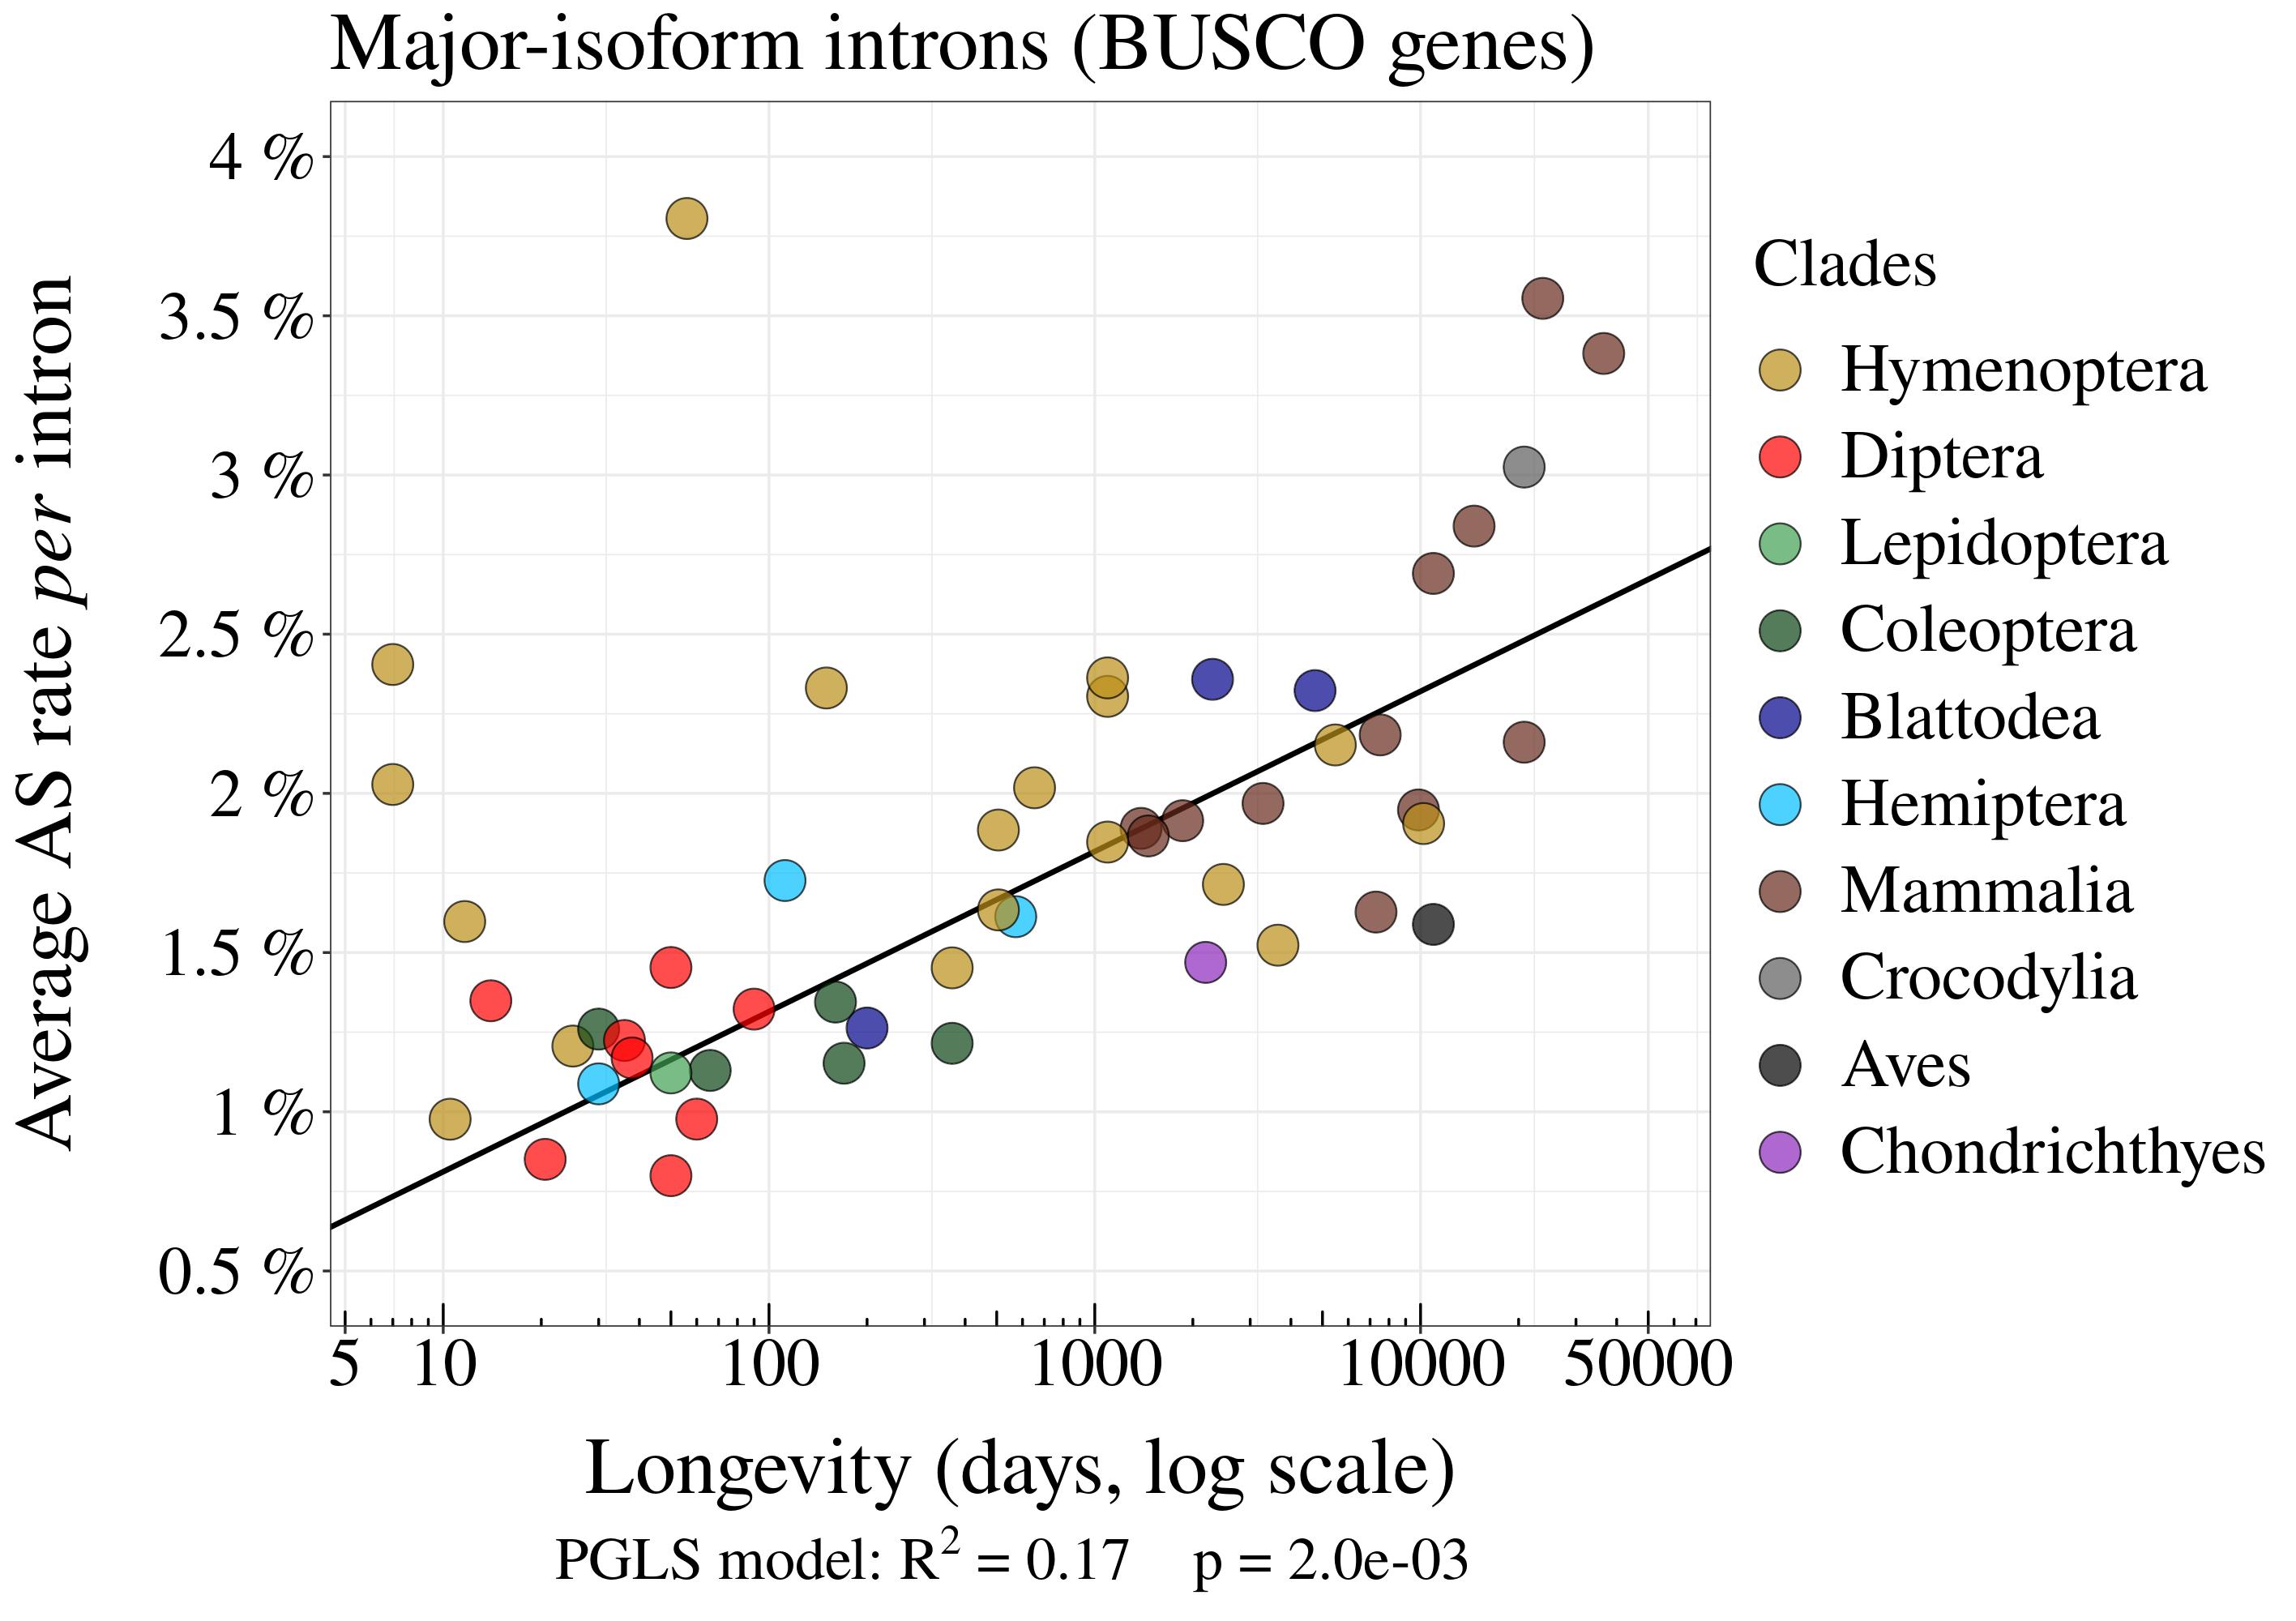 Major-isoform introns (BUSCO genes)
Average AS rate per intron
4 %
3.5 %
3 %
2.5 %
2 %
1.5 %
1 %
0.5 %
5 10 100 1000 10000 50000
Longevity (days, log scale)
PGLS model: R² = 0.17 p = 2.0e-03
Clades
Hymenoptera
Diptera
Lepidoptera
Coleoptera
Blattodea
Hemiptera
Mammalia
Crocodylia
Aves
Chondrichthyes